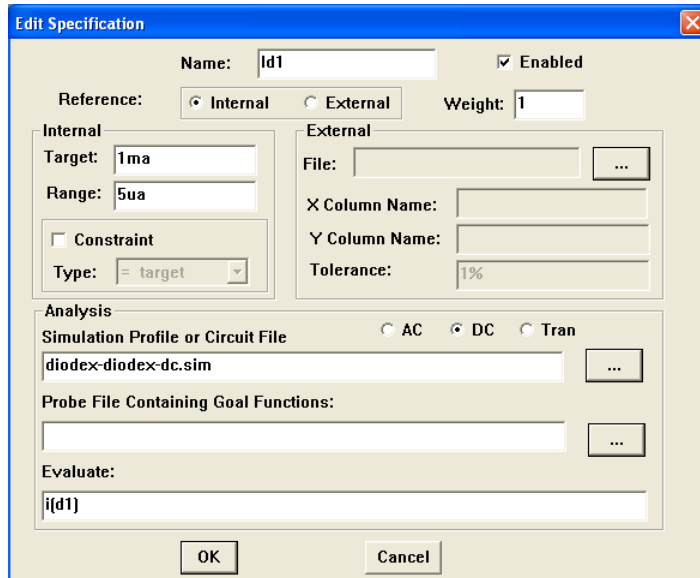 Edit Specification
Name: Id1 Enabled
Reference: Internal External Weight: 1
Internal External
Target: 1ma File: ...
Range: 5ua X Column Name:
Constraint Y Column Name:
Type: = target Tolerance: 1%
Analysis
Simulation Profile or Circuit File AC DC Tran
diodex-diodex-dc.sim ...
Probe File Containing Goal Functions:
...
Evaluate:
i(d1)
OK Cancel